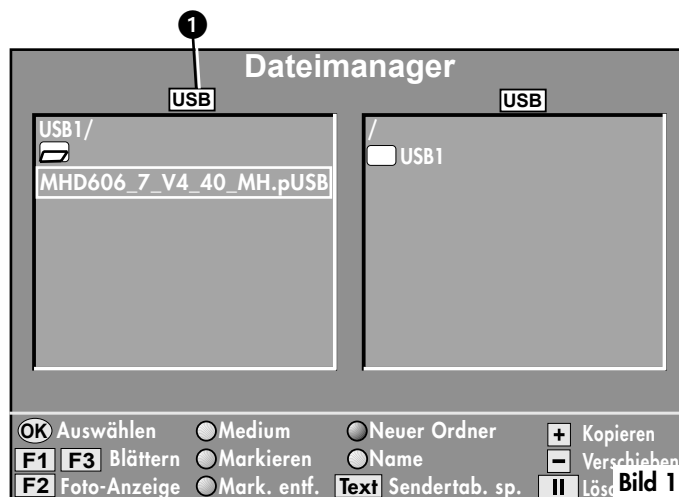 1
Dateimanager
USB
USB
USB1/
MHD606_7_V4_40_MH.pUSB
/
USB1
OK Auswählen Medium Neuer Ordner + Kopieren
F1 F3 Blättern Markieren Name − Verschieben
F2 Foto-Anzeige Mark. entf. Text Sendertab. sp. II
Bild 1